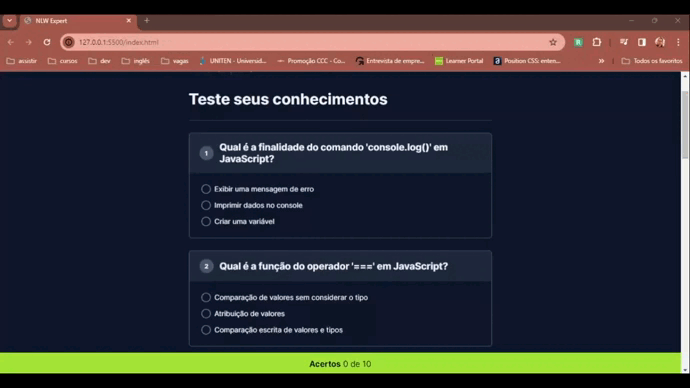 NLW Expert
127.0.0.1:5500/index.html
assistir
cursos
dev
inglês
vagas
UNITEN - Universid...
Promoção CCC - Co...
Entrevista de empre...
Learner Portal
Position CSS: enten...
Todos os favoritos
Teste seus conhecimentos
1
Qual é a finalidade do comando 'console.log()' em
JavaScript?
Exibir uma mensagem de erro
Imprimir dados no console
Criar uma variável
2
Qual é a função do operador '===' em JavaScript?
Comparação de valores sem considerar o tipo
Atribuição de valores
Comparação escrita de valores e tipos
Acertos 0 de 10